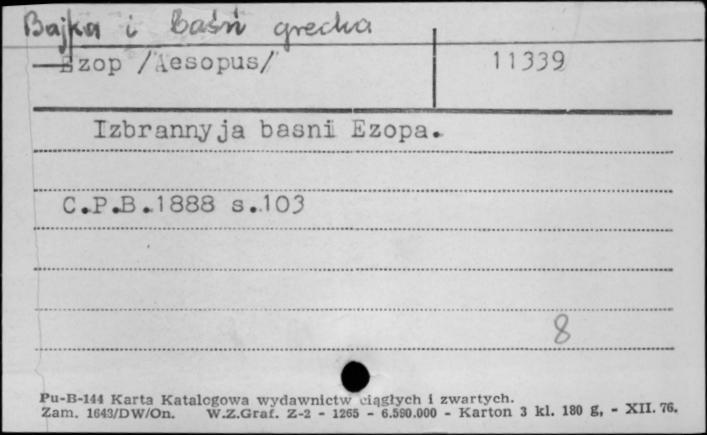 Bajka i baśń grecka
Ezop /Aesopus/ 11339
Izbrannyja basni Ezopa.
C.P.B.1888 s.103
8
Pu-B-144 Karta Katalogowa wydawnictw ciągłych i zwartych.
Zam. 1643/DW/On. W.Z.Graf. Z-2 - 1265 - 6.590.000 - Karton 3 kl. 180 g, - XII. 76.